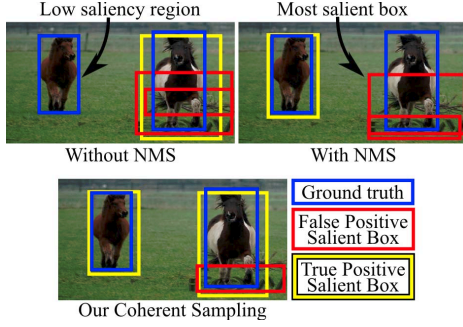 Low saliency region
Most salient box
Without NMS
With NMS
Ground truth
False Positive
Salient Box
True Positive
Salient Box
Our Coherent Sampling